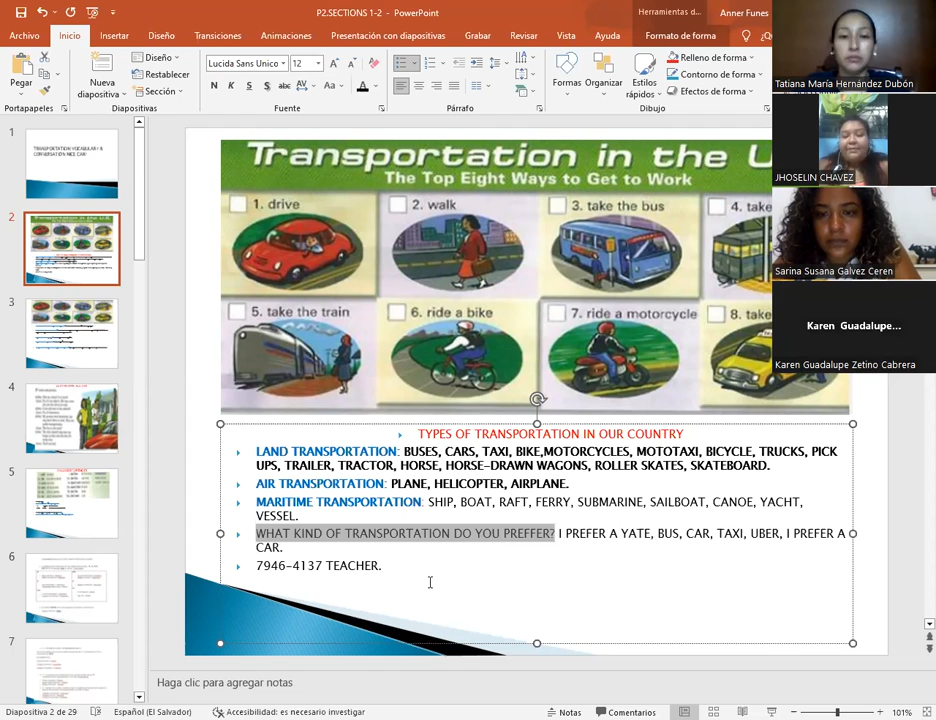 P2.SECTIONS 1-2 - PowerPoint
Herramientas d...
Anner Funes
Archivo Inicio Insertar Diseño Transiciones Animaciones Presentación con diapositivas Grabar Revisar Vista Ayuda Formato de forma
Pegar
Portapapeles
Nueva diapositiva
Diseño
Restablecer
Sección
Diapositivas
Lucida Sans Unico 12
N K S S abc AV Aa A
Fuente
Párrafo
Formas Organizar Estilos rápidos
Relleno de forma
Contorno de forma
Efectos de forma
Dibujo
Tatiana María Hernández Dubón
JHOSELIN CHAVEZ
Sarina Susana Galvez Ceren
Karen Guadalupe...
Karen Guadalupe Zetino Cabrera
1
2
3
4
5
6
7
TRANSPORTATION VOCABULARY &
CONVERSATION NICE CAR!
Transportation in the U
The Top Eight Ways to Get to Work
1. drive
2. walk
3. take the bus
4. take
5. take the train
6. ride a bike
7. ride a motorcycle
8. take
TYPES OF TRANSPORTATION IN OUR COUNTRY
LAND TRANSPORTATION: BUSES, CARS, TAXI, BIKE,MOTORCYCLES, MOTOTAXI, BICYCLE, TRUCKS, PICK
UPS, TRAILER, TRACTOR, HORSE, HORSE-DRAWN WAGONS, ROLLER SKATES, SKATEBOARD.
AIR TRANSPORTATION: PLANE, HELICOPTER, AIRPLANE.
MARITIME TRANSPORTATION: SHIP, BOAT, RAFT, FERRY, SUBMARINE, SAILBOAT, CANOE, YACHT,
VESSEL.
WHAT KIND OF TRANSPORTATION DO YOU PREFFER? I PREFER A YATE, BUS, CAR, TAXI, UBER, I PREFER A
CAR.
7946-4137 TEACHER.
Haga clic para agregar notas
Diapositiva 2 de 29
Español (El Salvador)
Accesibilidad: es necesario investigar
Notas
Comentarios
101%